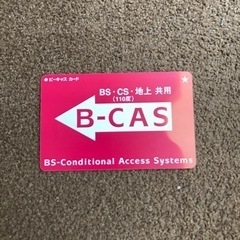 ビーキャス カード
BS・CS・地上 共用
(110度)
B-CAS
BS-Conditional Access Systems